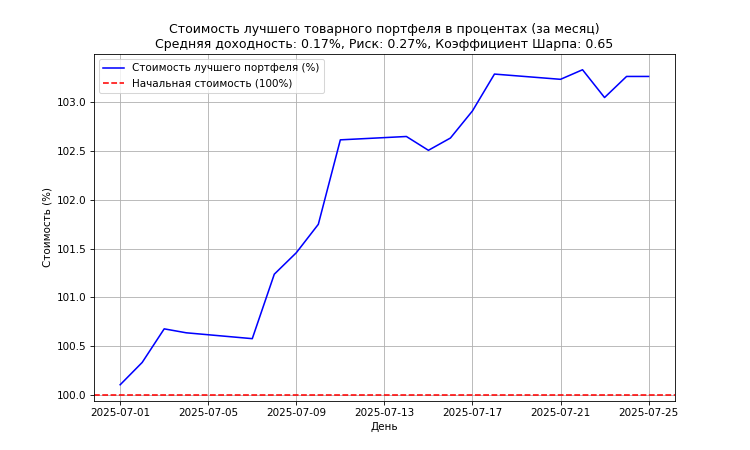 Стоимость лучшего товарного портфеля в процентах (за месяц)
Средняя доходность: 0.17%, Риск: 0.27%, Коэффициент Шарпа: 0.65
Стоимость лучшего портфеля (%)
Начальная стоимость (100%)
Стоимость (%)
103.0
102.5
102.0
101.5
101.0
100.5
100.0
2025-07-01 2025-07-05 2025-07-09 2025-07-13 2025-07-17 2025-07-21 2025-07-25
День